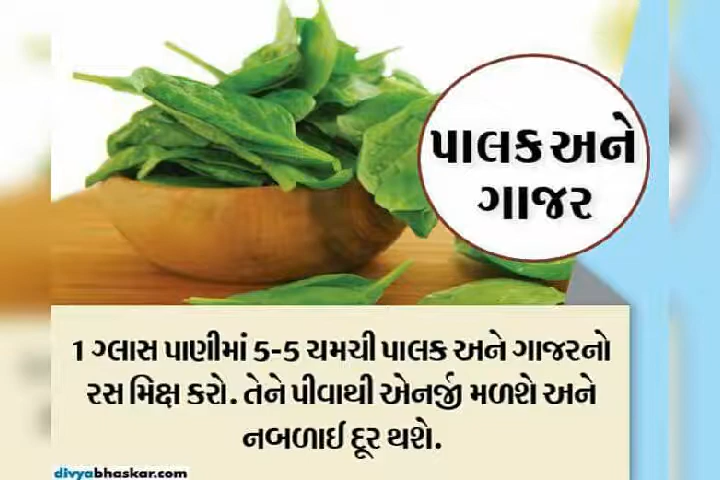 પાલક અને
ગાજર
1 ગ્લાસ પાણીમાં 5-5 ચમચી પાલક અને ગાજરનો
રસ મિક્ષ કરો. તેને પીવાથી એનર્જી મળશે અને
નબળાઈ દૂર થશે.
divyabhaskar.com